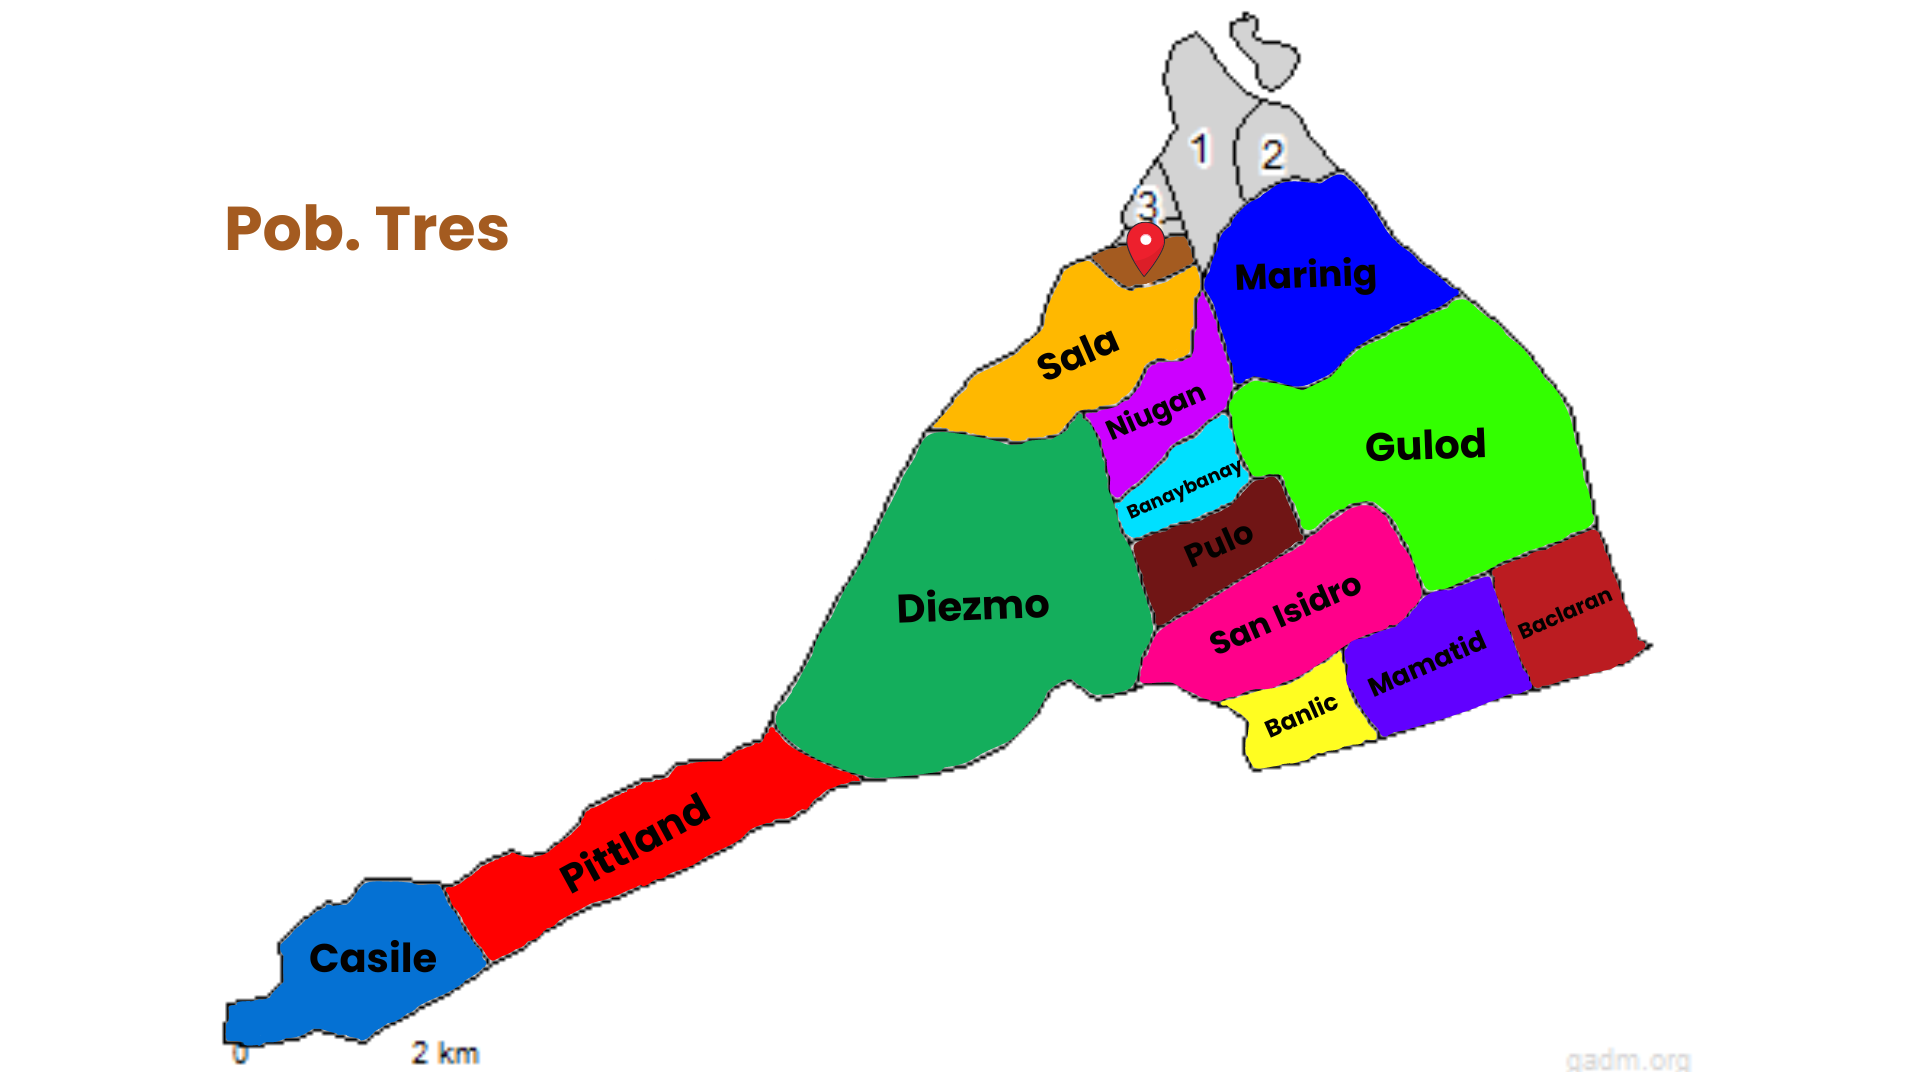 1
2
3
Pob. Tres
Marinig
Sala
Niugan
Gulod
Banaybanay
Pulo
Diezmo
San Isidro
Baclaran
Mamatid
Banlic
Pittland
Casile
0
2 km
gadm.org